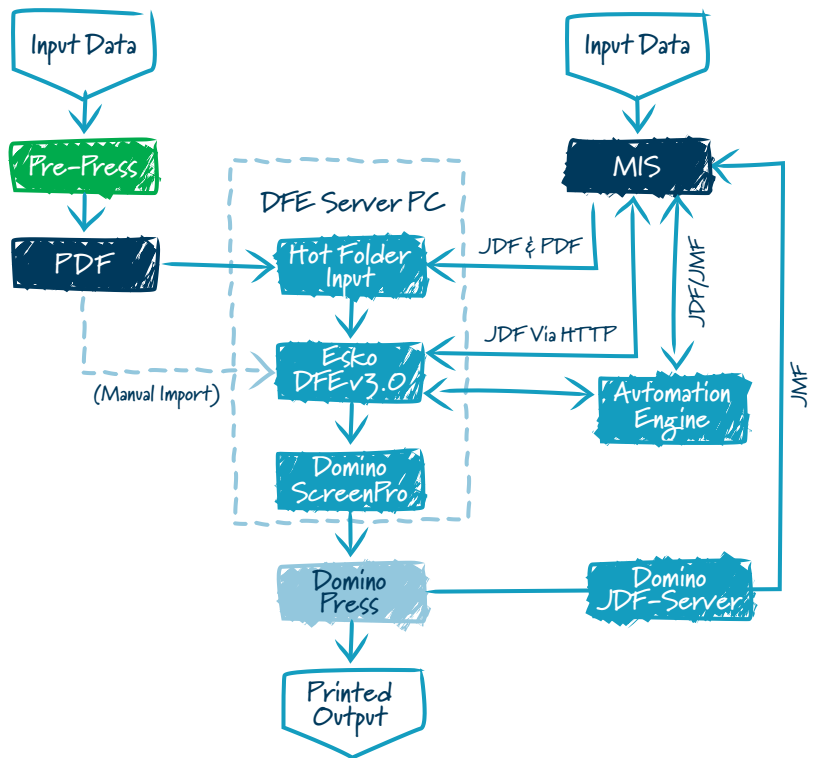 Input Data
Input Data
Pre-Press
MIS
DFE Server PC
PDF
Hot Folder
Input
JDF & PDF
JDF/JMF
JDF Via HTTP
Esko
DFEv3.0
(Manual Import)
Automation
Engine
JMF
Domino
ScreenPro
Domino
Press
Domino
JDF-Server
Printed
Output